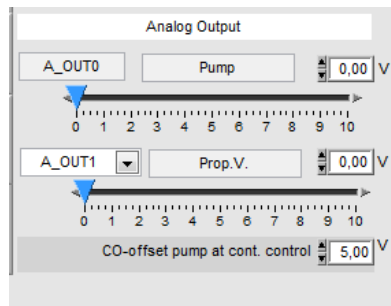 Analog Output
A_OUT0 Pump 0,00 V
0 1 2 3 4 5 6 7 8 9 10
A_OUT1 Prop.V. 0,00 V
0 1 2 3 4 5 6 7 8 9 10
CO-offset pump at cont. control 5,00 V